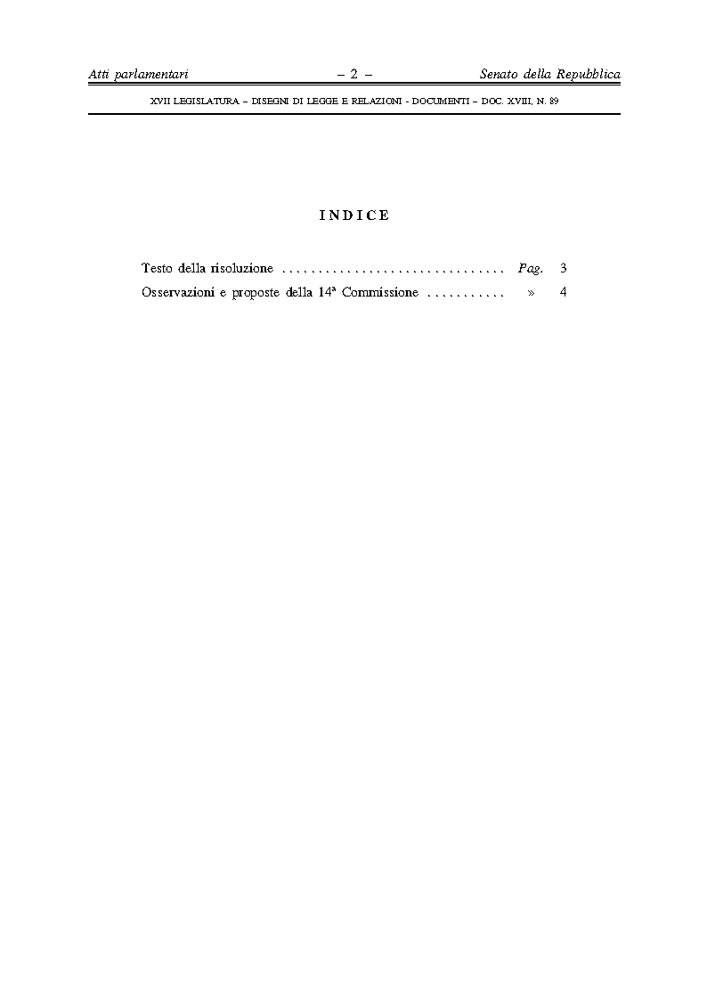 Atti parlamentari – 2 – Senato della Repubblica
XVII LEGISLATURA – DISEGNI DI LEGGE E RELAZIONI - DOCUMENTI – DOC. XVIII, N. 89
INDICE
Testo della risoluzione ............................... Pag. 3
Osservazioni e proposte della 14ª Commissione ........... » 4